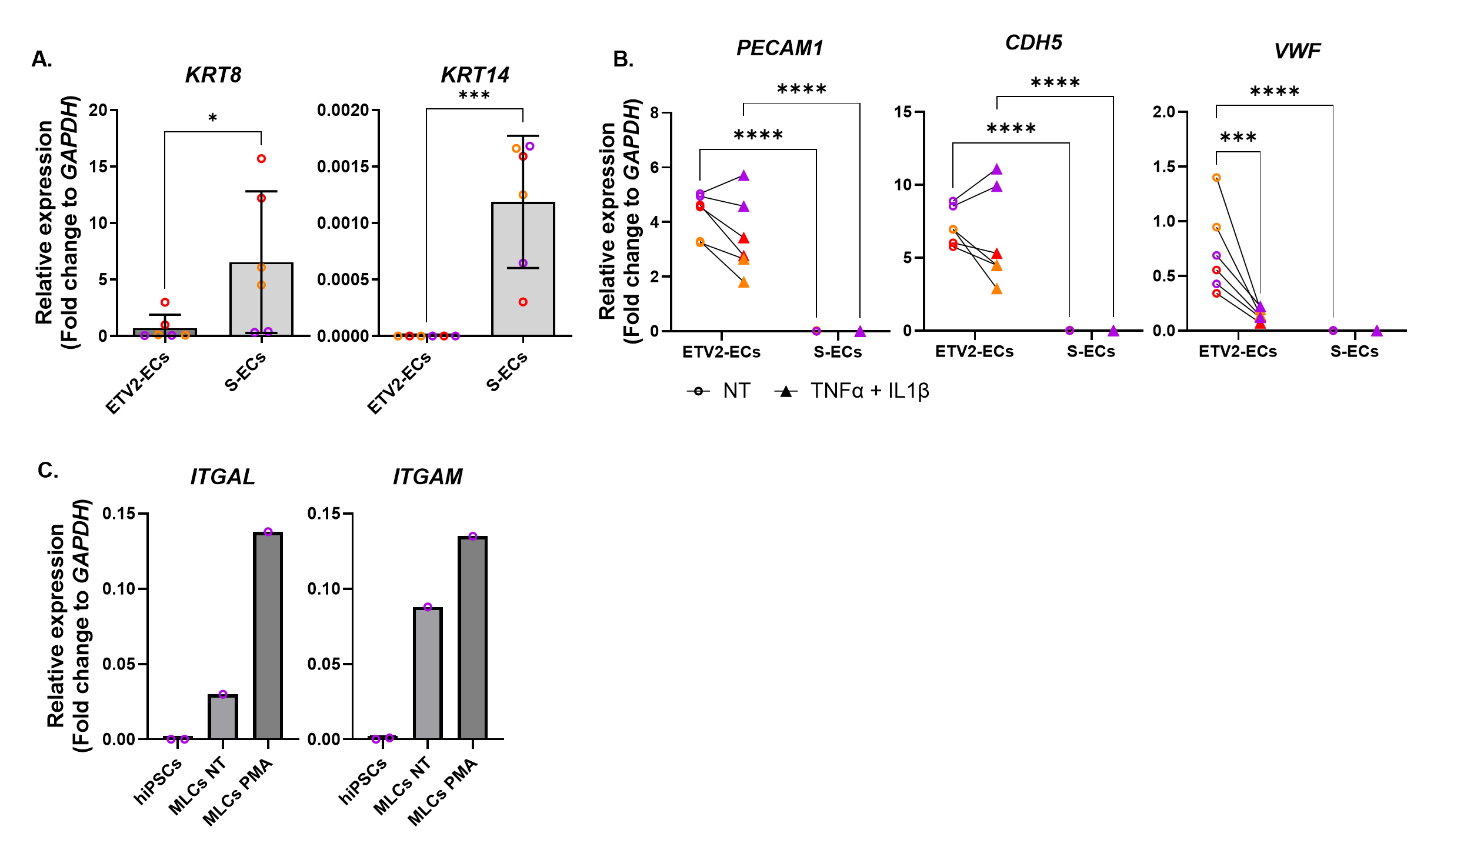 A.
KRT8
Relative expression
(Fold change to GAPDH)
20
15
10
5
0
*
ETV2-ECs
S-ECs
KRT14
***
0.0020
0.0015
0.0010
0.0005
0.0000
ETV2-ECs
S-ECs
B.
PECAM1
Relative expression
(Fold change to GAPDH)
8
6
4
2
0
****
****
ETV2-ECs
S-ECs
CDH5
15
10
5
0
****
****
ETV2-ECs
S-ECs
VWF
2.0
1.5
1.0
0.5
0.0
****
***
ETV2-ECs
S-ECs
NT
TNFα + IL1β
C.
ITGAL
Relative expression
(Fold change to GAPDH)
0.15
0.10
0.05
0.00
hiPSCs
MLCs NT
MLCs PMA
ITGAM
0.15
0.10
0.05
0.00
hiPSCs
MLCs NT
MLCs PMA